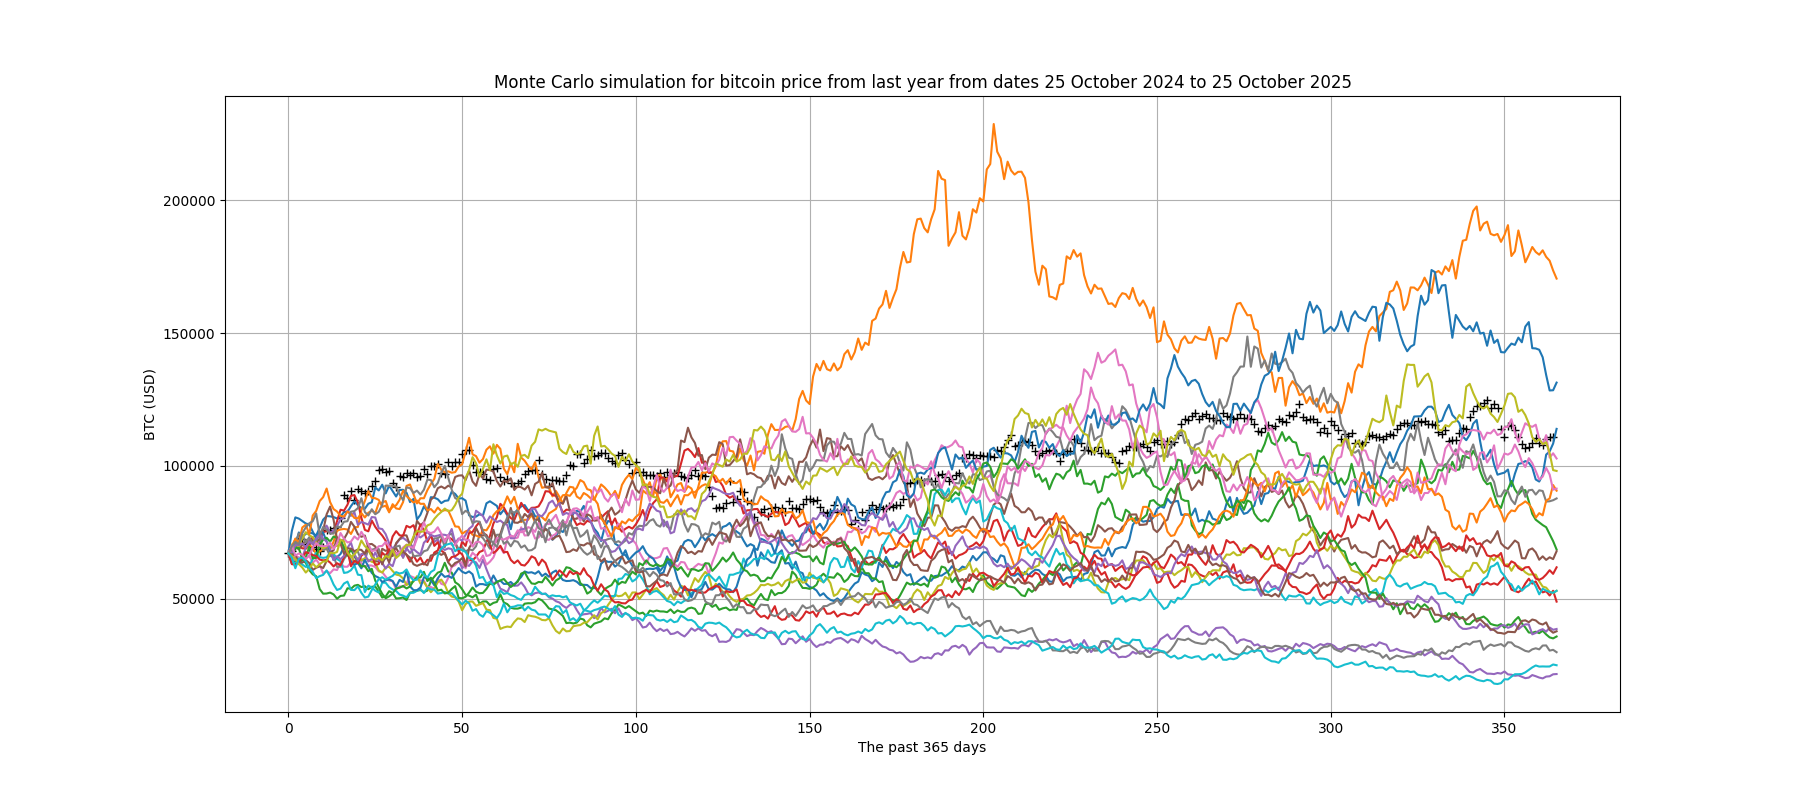 Monte Carlo simulation for bitcoin price from last year from dates 25 October 2024 to 25 October 2025
BTC (USD)
200000
150000
100000
50000
0 50 100 150 200 250 300 350
The past 365 days